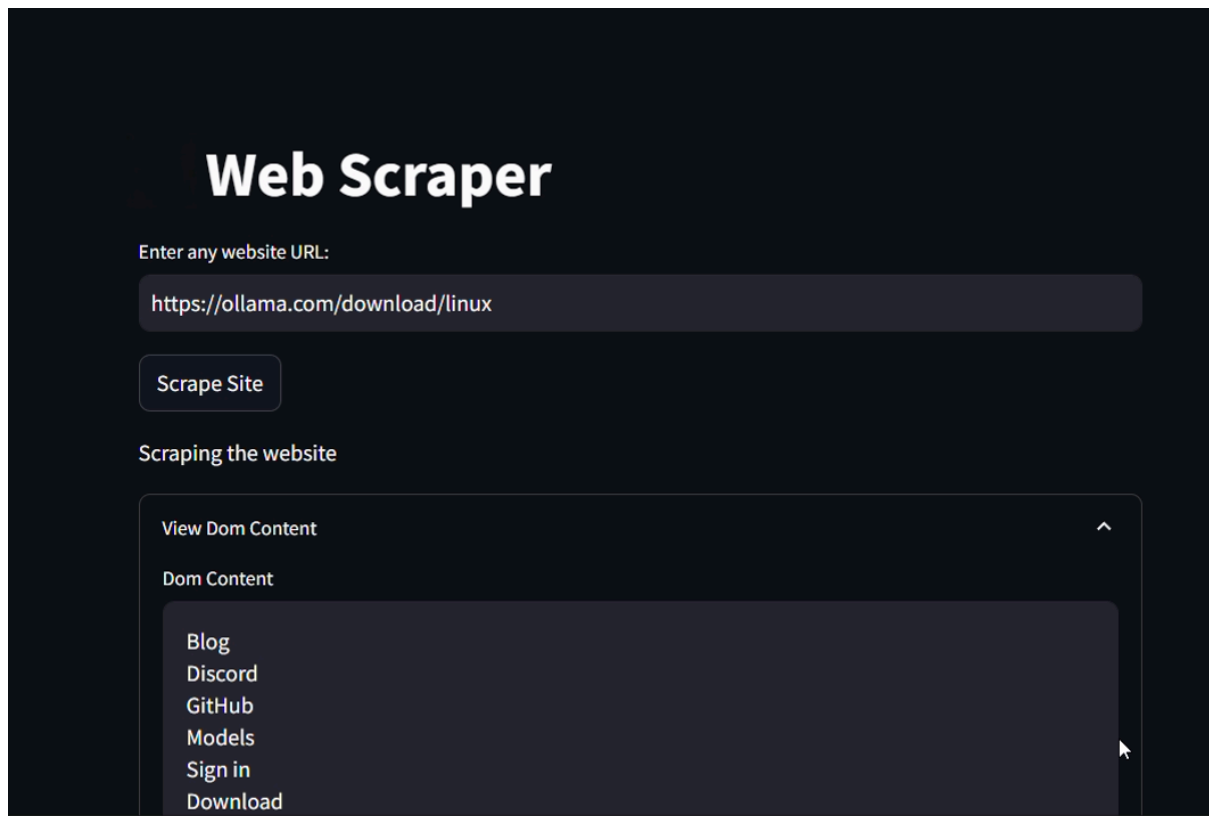 Web Scraper
Enter any website URL:
https://ollama.com/download/linux
Scrape Site
Scraping the website
View Dom Content
Dom Content
Blog
Discord
GitHub
Models
Sign in
Download